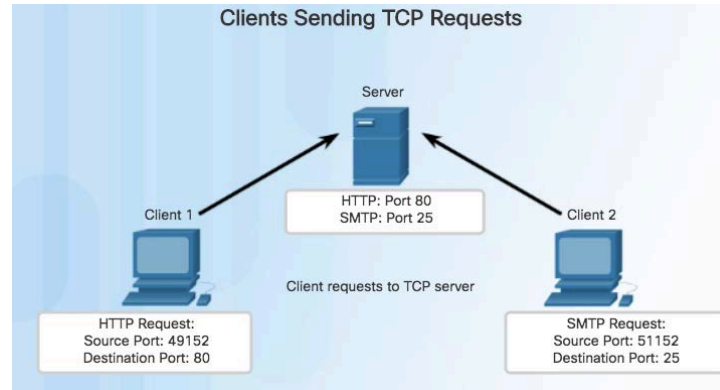 Clients Sending TCP Requests
Server
HTTP: Port 80
SMTP: Port 25
Client 1
Client 2
Client requests to TCP server
HTTP Request:
Source Port: 49152
Destination Port: 80
SMTP Request:
Source Port: 51152
Destination Port: 25